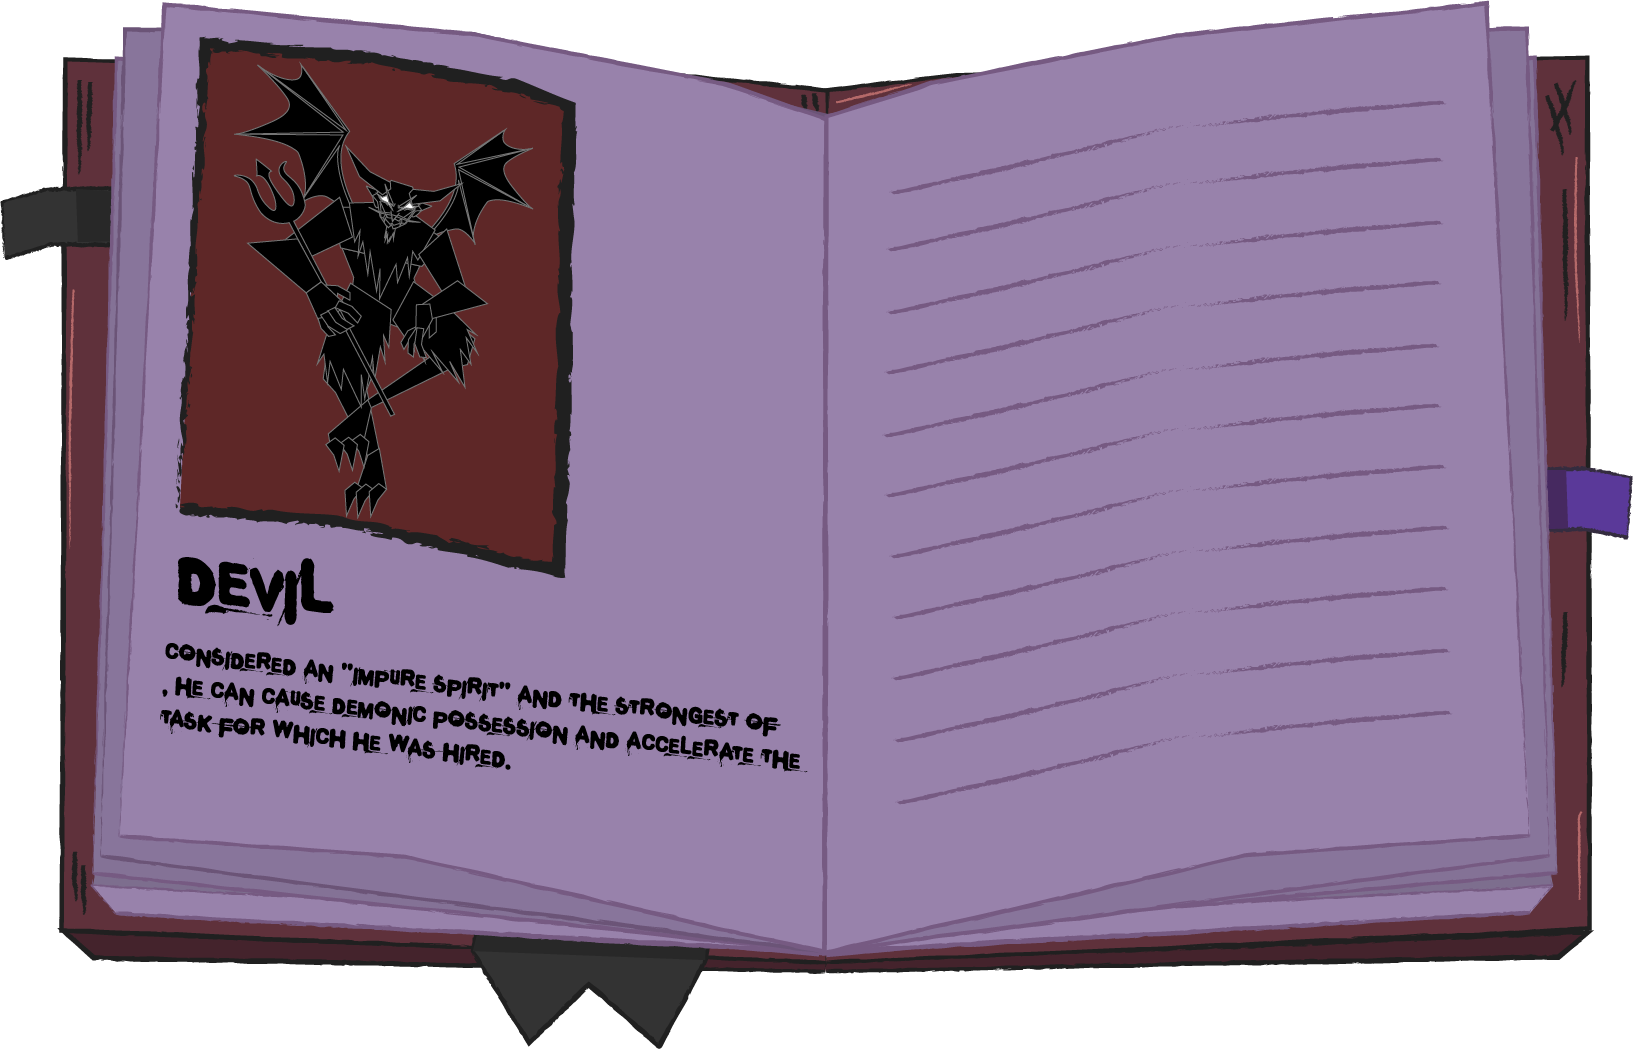 DEVIL
CONSIDERED AN "IMPURE SPIRIT" AND THE STRONGEST OF
, HE CAN CAUSE DEMONIC POSSESSION AND ACCELERATE THE
TASK FOR WHICH HE WAS HIRED.